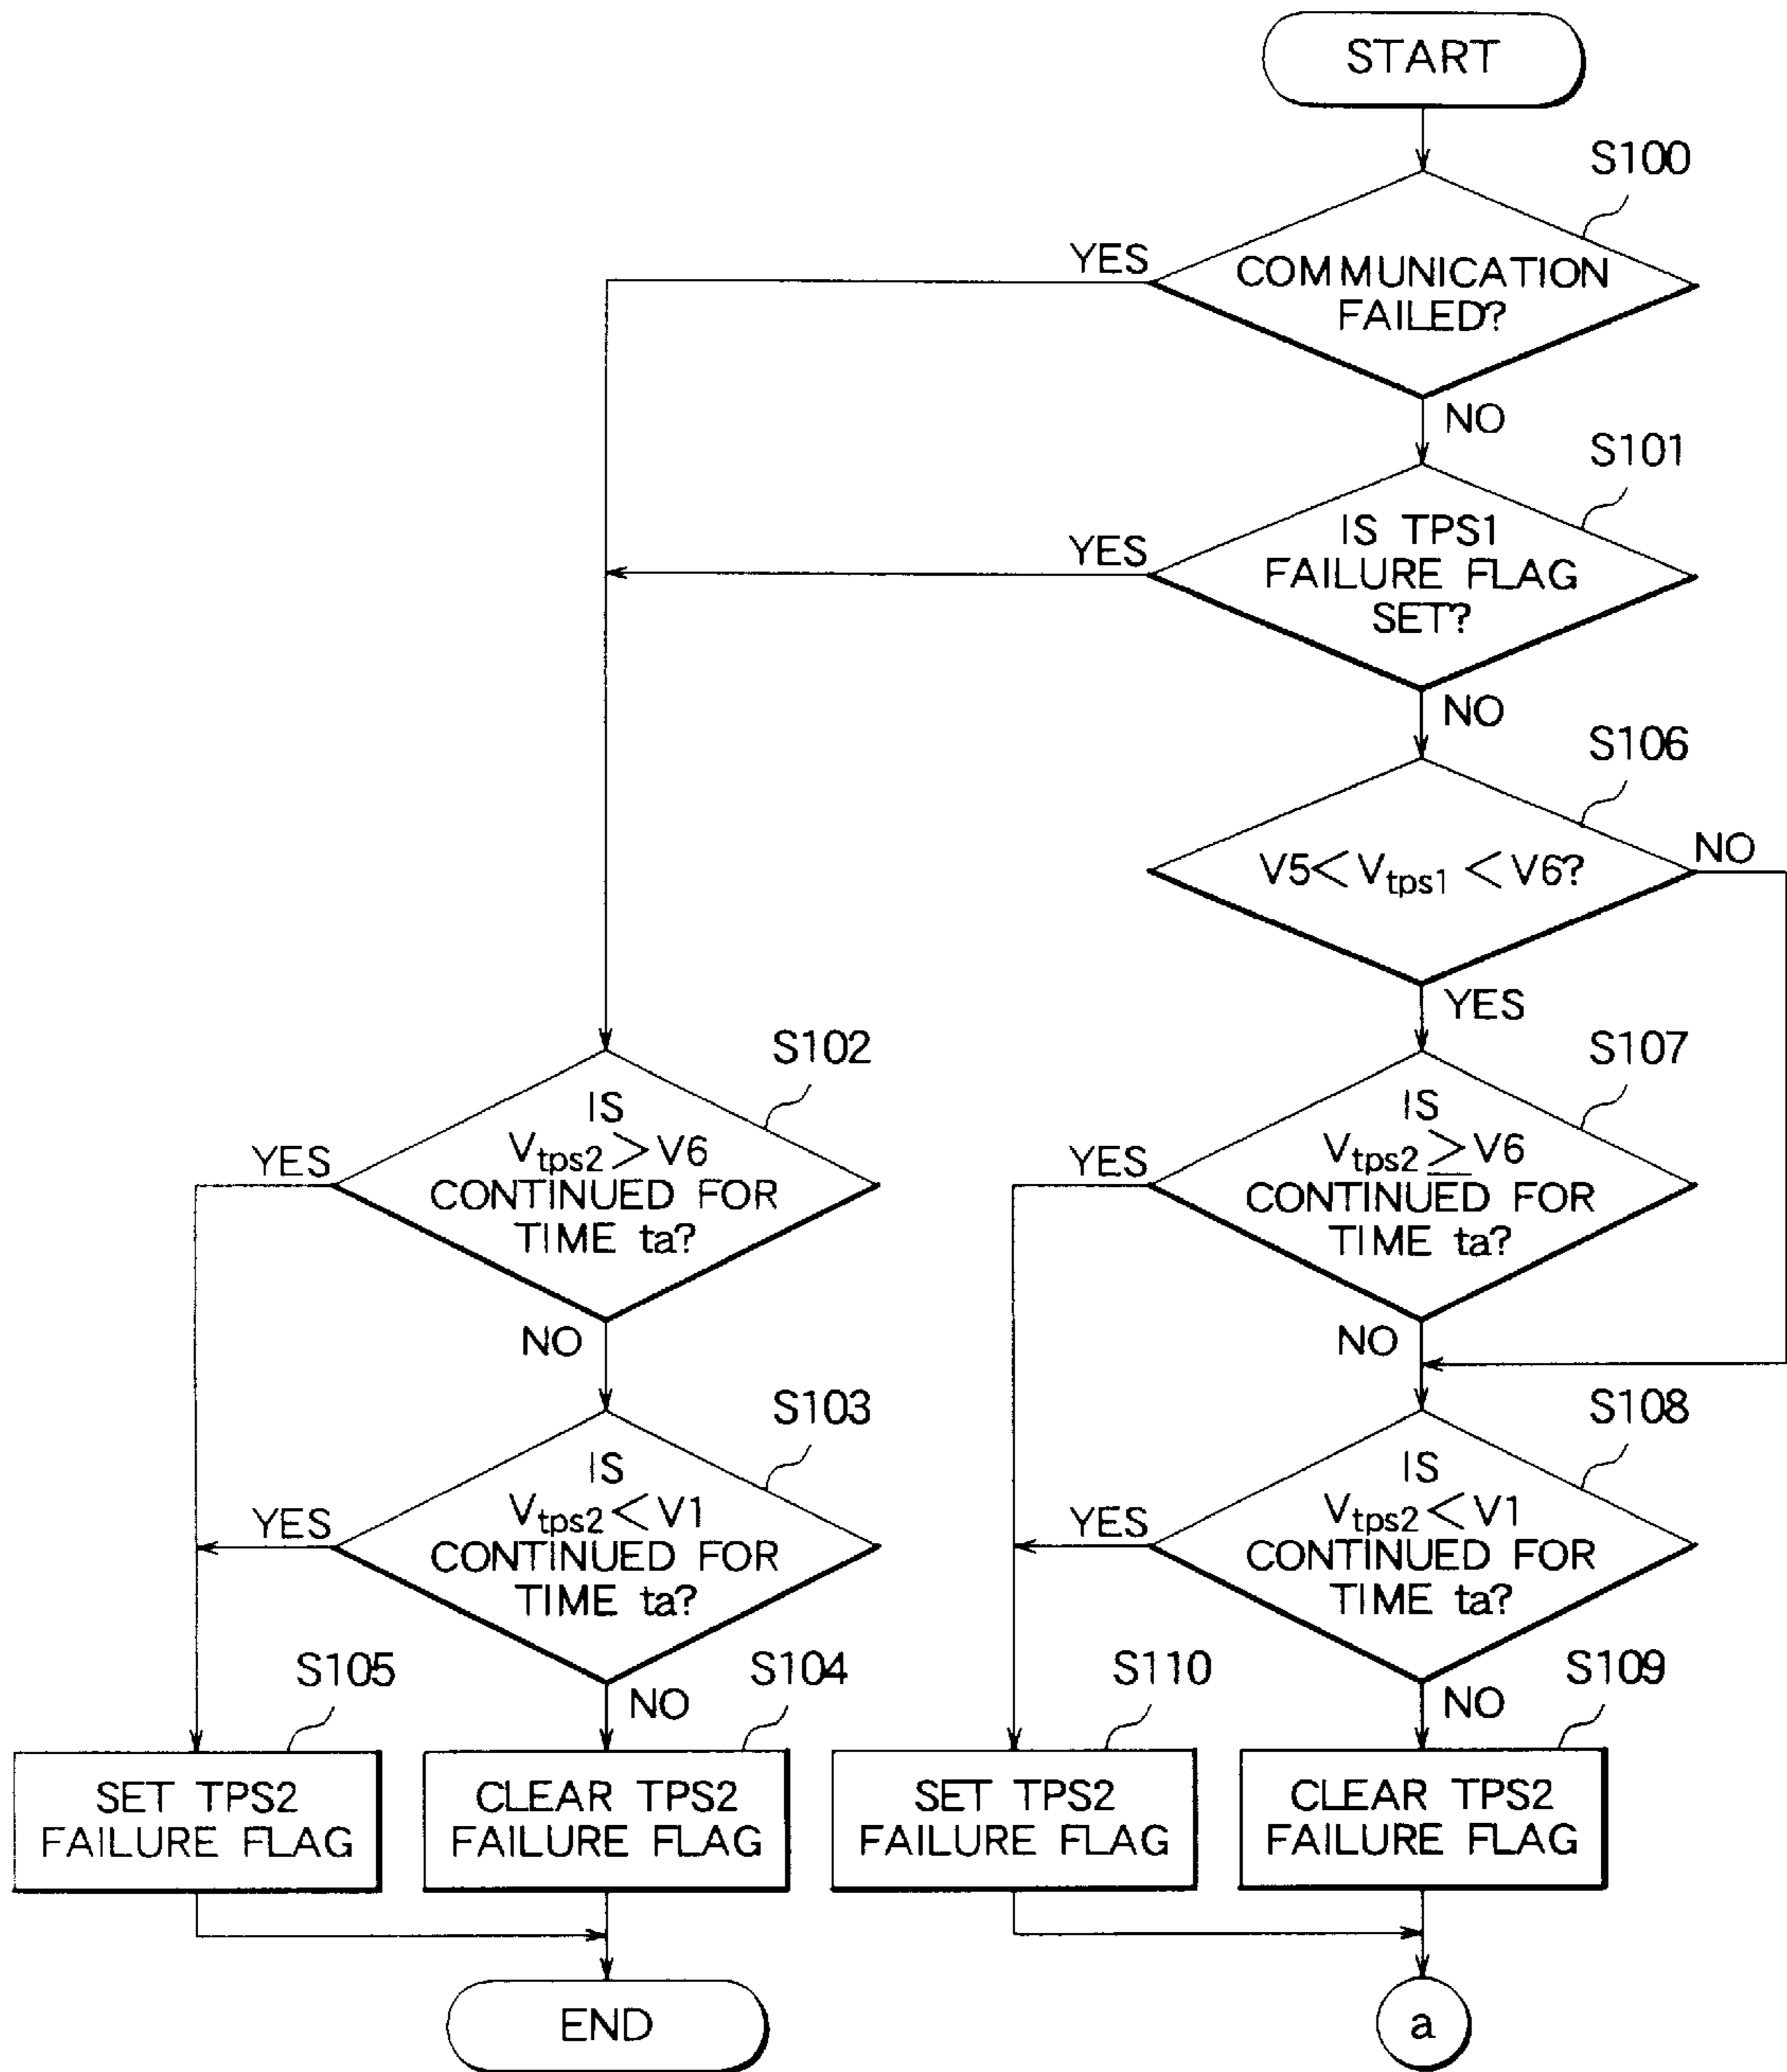 START
S100
YES
COMMUNICATION
FAILED?
NO
S101
YES
IS TPS1
FAILURE FLAG
SET?
NO
S106
V5<Vtps1 <V6?
NO
YES
S102
IS
Vtps2>V6
CONTINUED FOR
TIME ta?
YES
NO
S107
IS
Vtps2≥V6
CONTINUED FOR
TIME ta?
YES
NO
S103
IS
Vtps2<V1
CONTINUED FOR
TIME ta?
YES
NO
S108
IS
Vtps2<V1
CONTINUED FOR
TIME ta?
YES
NO
S105
SET TPS2
FAILURE FLAG
S104
CLEAR TPS2
FAILURE FLAG
S110
SET TPS2
FAILURE FLAG
S109
CLEAR TPS2
FAILURE FLAG
END
a